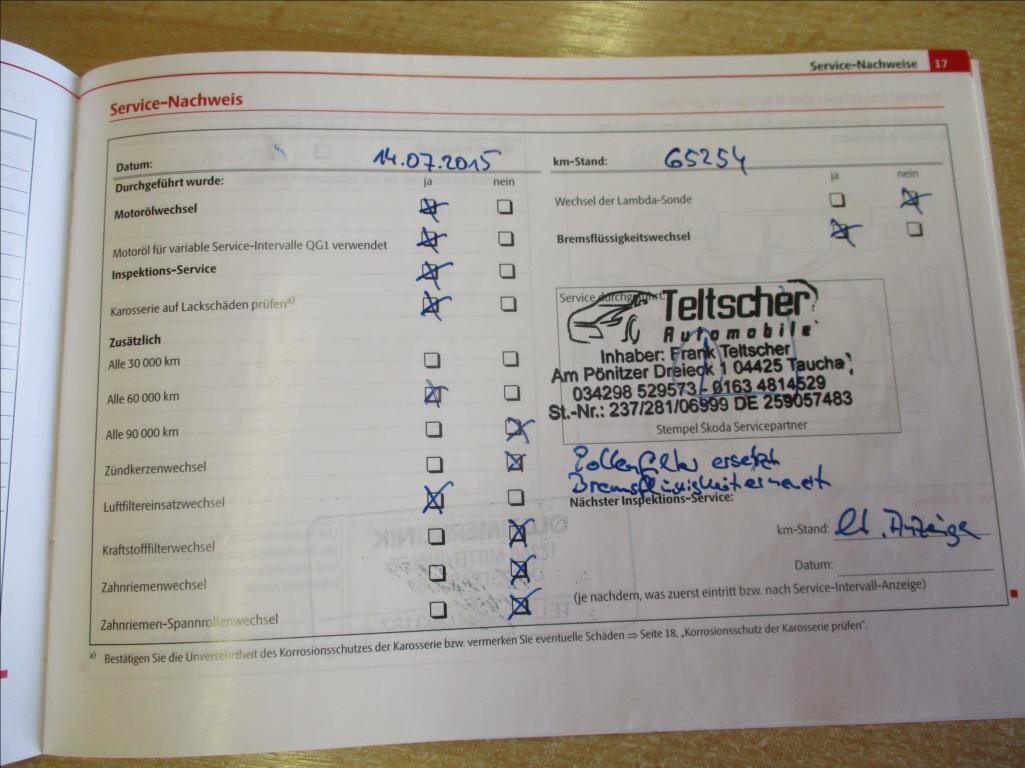 Service-Nachweise 17
Service-Nachweis
Datum: 14.07.2015
km-Stand: 65254
Durchgeführt wurde: ja nein
ja nein
Motorölwechsel
Wechsel der Lambda-Sonde
Motoröl für variable Service-Intervalle QG1 verwendet
Bremsflüssigkeitswechsel
Inspektions-Service
Karosserie auf Lackschäden prüfen a)
Zusätzlich
Alle 30 000 km
Alle 60 000 km
Alle 90 000 km
Zündkerzenwechsel
Luftfiltereinsatzwechsel
Kraftstofffilterwechsel
Zahnriemenwechsel
Zahnriemen-Spannrollenwechsel
Service durchgeführt:
Teltscher
Automobile
Inhaber: Frank Teltscher
Am Pönitzer Dreieck 1 04425 Taucha
034298 529573 - 0163 4814529
St.-Nr.: 237/281/06999 DE 259057483
Stempel Škoda Servicepartner
Pollenfilter ersetzt
Bremsflüssigkeit erneuert
Nächster Inspektions-Service:
km-Stand: lt. Anzeige
Datum:
(je nachdem, was zuerst eintritt bzw. nach Service-Intervall-Anzeige)
a) Bestätigen Sie die Unversehrtheit des Korrosionsschutzes der Karosserie bzw. vermerken Sie eventuelle Schäden ⇒ Seite 18, „Korrosionsschutz der Karosserie prüfen“.